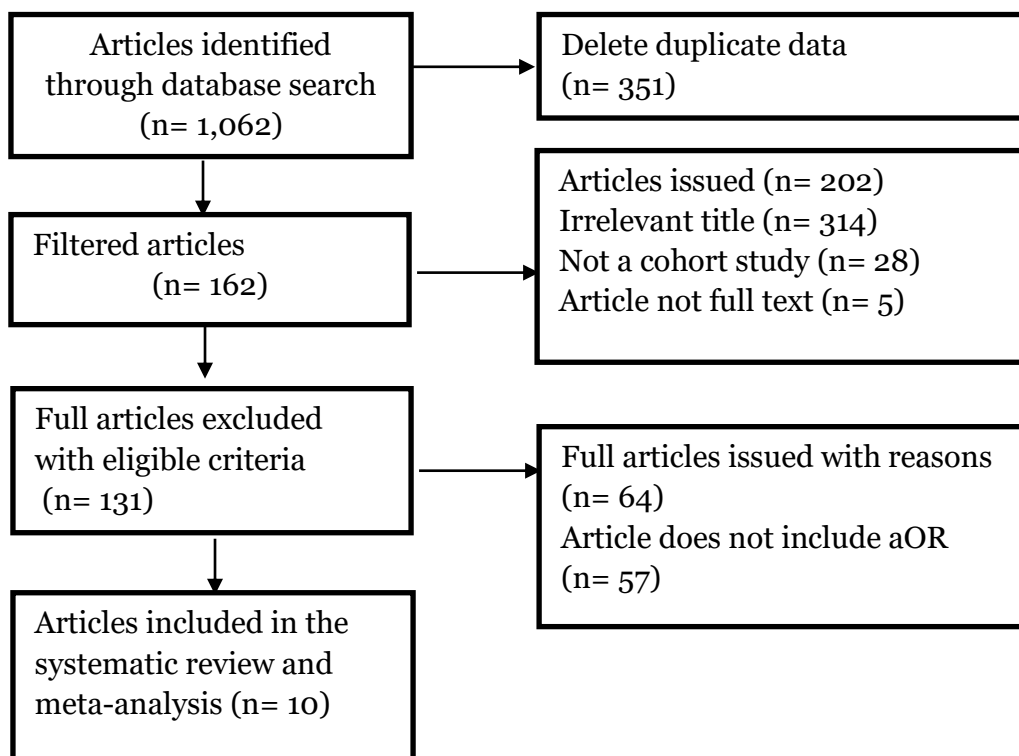 Articles identified
through database search
(n= 1,062)
Delete duplicate data
(n= 351)
Filtered articles
(n= 162)
Articles issued (n= 202)
Irrelevant title (n= 314)
Not a cohort study (n= 28)
Article not full text (n= 5)
Full articles excluded
with eligible criteria
(n= 131)
Full articles issued with reasons
(n= 64)
Article does not include aOR
(n= 57)
Articles included in the
systematic review and
meta-analysis (n= 10)